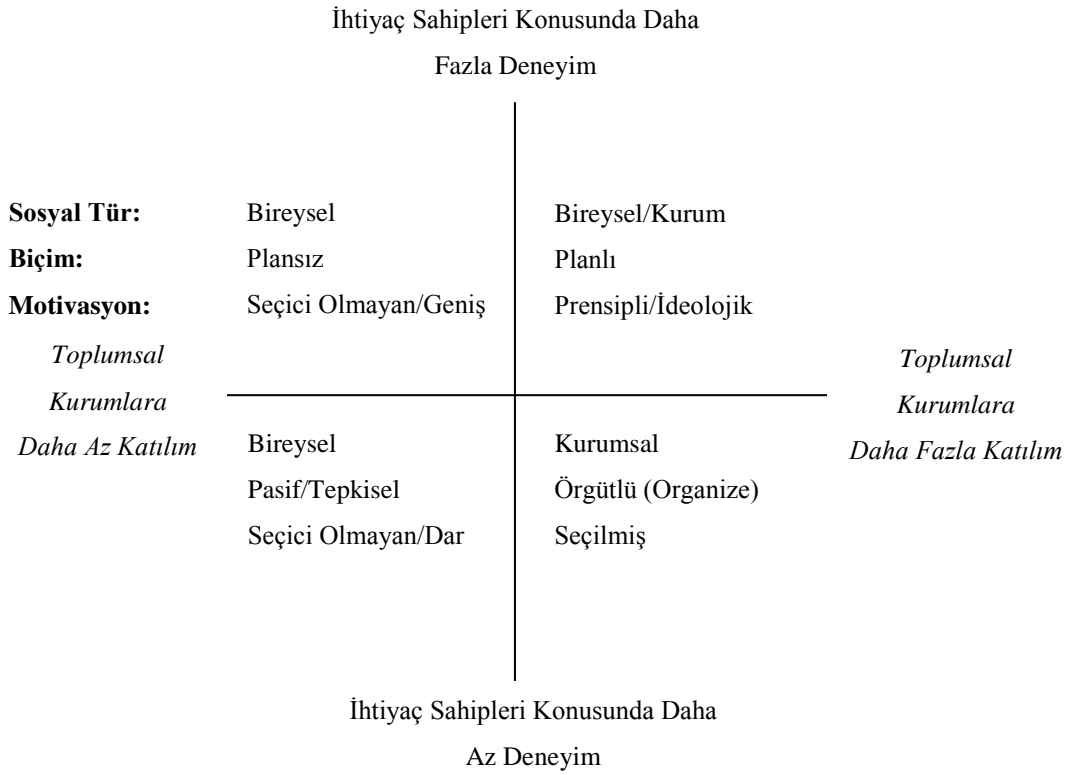 İhtiyaç Sahipleri Konusunda Daha
Fazla Deneyim
Sosyal Tür: Bireysel Bireysel/Kurum
Biçim: Plansız Planlı
Motivasyon: Seçici Olmayan/Geniş Prensipli/İdeolojik
Toplumsal
Kurumlara
Daha Az Katılım
Toplumsal
Kurumlara
Daha Fazla Katılım
Bireysel Kurumsal
Pasif/Tepkisel Örgütlü (Organize)
Seçici Olmayan/Dar Seçilmiş
İhtiyaç Sahipleri Konusunda Daha
Az Deneyim